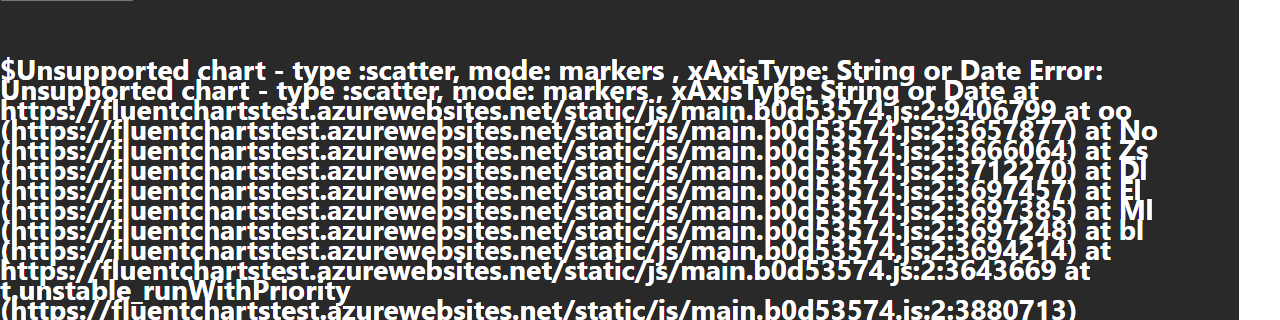 $Unsupported chart - type :scatter, mode: markers , xAxisType: String or Date Error:
Unsupported chart - type :scatter, mode: markers , xAxisType: String or Date at
https://fluentchartstest.azurewebsites.net/static/js/main.b0d53574.js:2:9406799 at oo
(https://fluentchartstest.azurewebsites.net/static/js/main.b0d53574.js:2:3657877) at No
(https://fluentchartstest.azurewebsites.net/static/js/main.b0d53574.js:2:3666064) at Zs
(https://fluentchartstest.azurewebsites.net/static/js/main.b0d53574.js:2:3712270) at Dl
(https://fluentchartstest.azurewebsites.net/static/js/main.b0d53574.js:2:3697457) at El
(https://fluentchartstest.azurewebsites.net/static/js/main.b0d53574.js:2:3697385) at Ml
(https://fluentchartstest.azurewebsites.net/static/js/main.b0d53574.js:2:3697248) at bl
(https://fluentchartstest.azurewebsites.net/static/js/main.b0d53574.js:2:3694214) at
https://fluentchartstest.azurewebsites.net/static/js/main.b0d53574.js:2:3643669 at
t.unstable_runWithPriority
(https://fluentchartstest.azurewebsites.net/static/js/main.b0d53574.js:2:3880713)